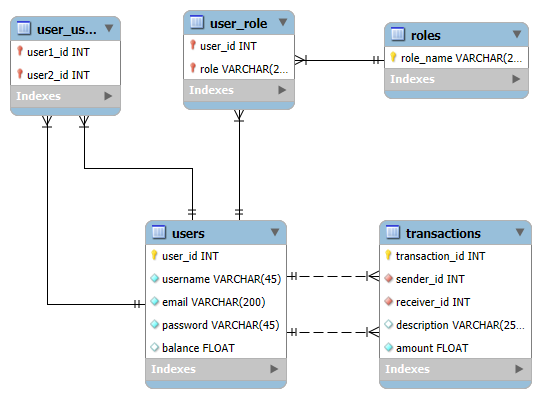 user_us...
user1_id INT
user2_id INT
Indexes
user_role
user_id INT
role VARCHAR(2...
Indexes
roles
role_name VARCHAR(2...
Indexes
users
user_id INT
username VARCHAR(45)
email VARCHAR(200)
password VARCHAR(45)
balance FLOAT
Indexes
transactions
transaction_id INT
sender_id INT
receiver_id INT
description VARCHAR(25...
amount FLOAT
Indexes